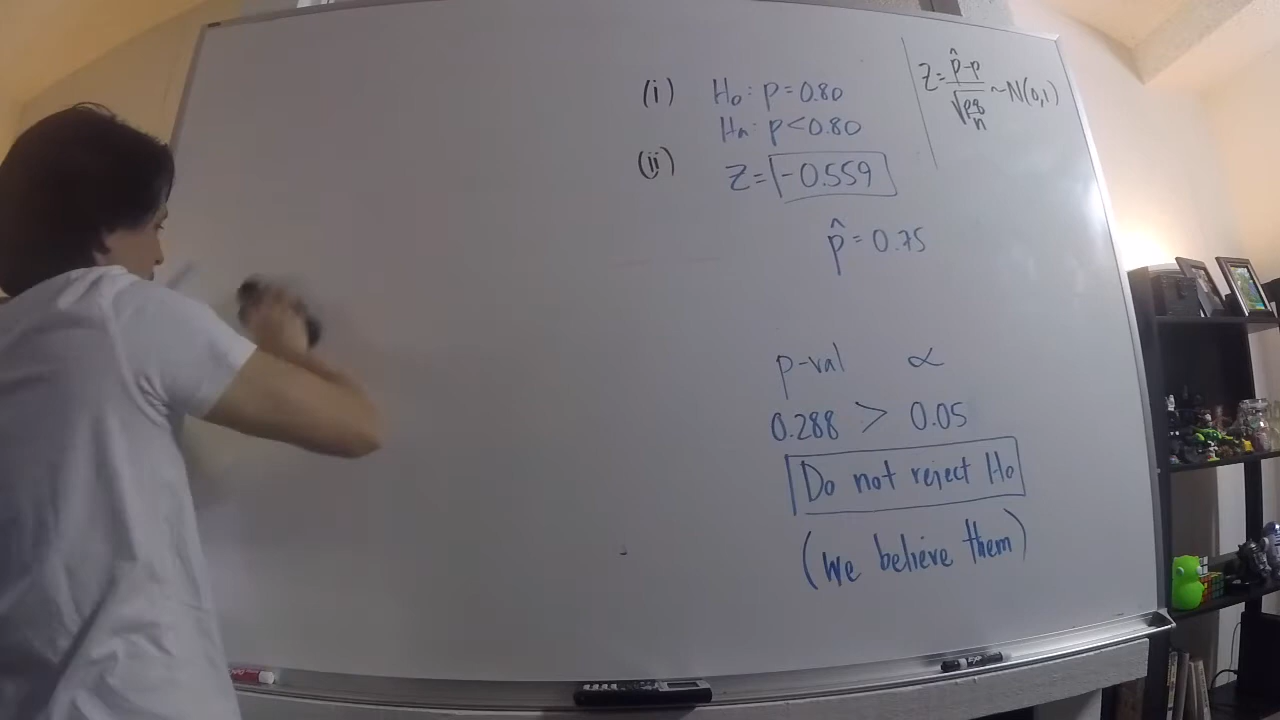 (i) H₀: p = 0.80
Hₐ: p < 0.80
(ii) Z = -0.559
p̂ = 0.75
p-val α
0.288 > 0.05
Do not reject H₀
(we believe them)
Z = (p̂ - p) / √(pq/n) ~ N(0,1)